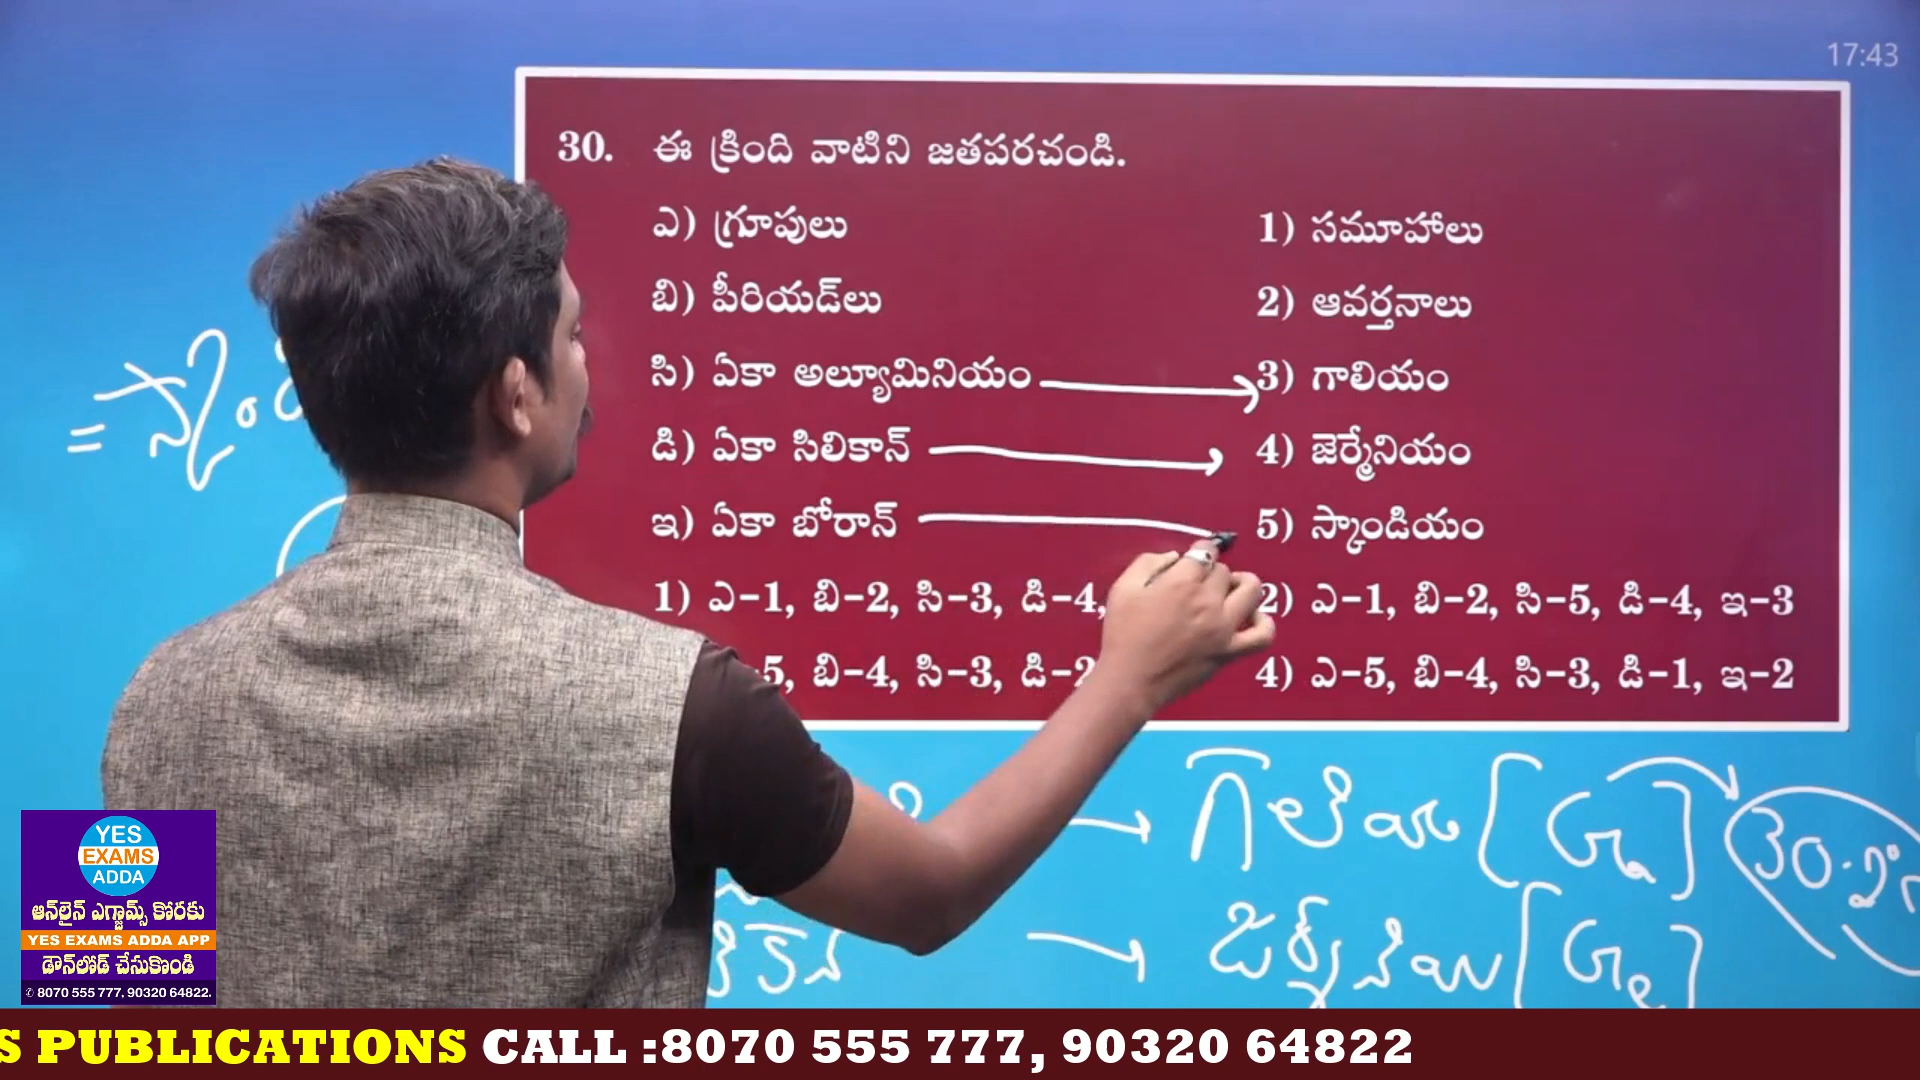 17:43
30. ఈ క్రింది వాటిని జతపరచండి.
ఎ) గ్రూపులు 1) సమూహాలు
బి) పీరియడ్‌లు 2) ఆవర్తనాలు
సి) ఏకా అల్యూమినియం 3) గాలియం
డి) ఏకా సిలికాన్ 4) జెర్మేనియం
ఇ) ఏకా బోరాన్ 5) స్కాండియం
1) ఎ-1, బి-2, సి-3, డి-4, 2) ఎ-1, బి-2, సి-5, డి-4, ఇ-3
-5, బి-4, సి-3, డి-2 4) ఎ-5, బి-4, సి-3, డి-1, ఇ-2
[Ga]
[Ge]
YES
EXAMS
ADDA
ఆన్‌లైన్ ఎగ్జామ్స్ కొరకు
YES EXAMS ADDA APP
డౌన్‌లోడ్ చేసుకొండి
✆ 8070 555 777, 90320 64822.
S PUBLICATIONS CALL :8070 555 777, 90320 64822